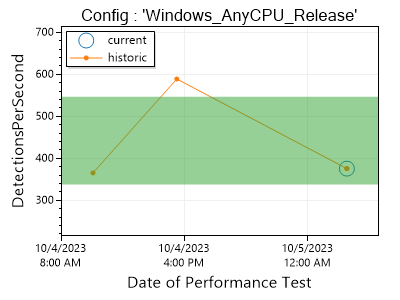 Config : 'Windows_AnyCPU_Release'
700
600
500
400
300
DetectionsPerSecond
current
historic
10/4/2023
8:00 AM
10/4/2023
4:00 PM
10/5/2023
12:00 AM
Date of Performance Test